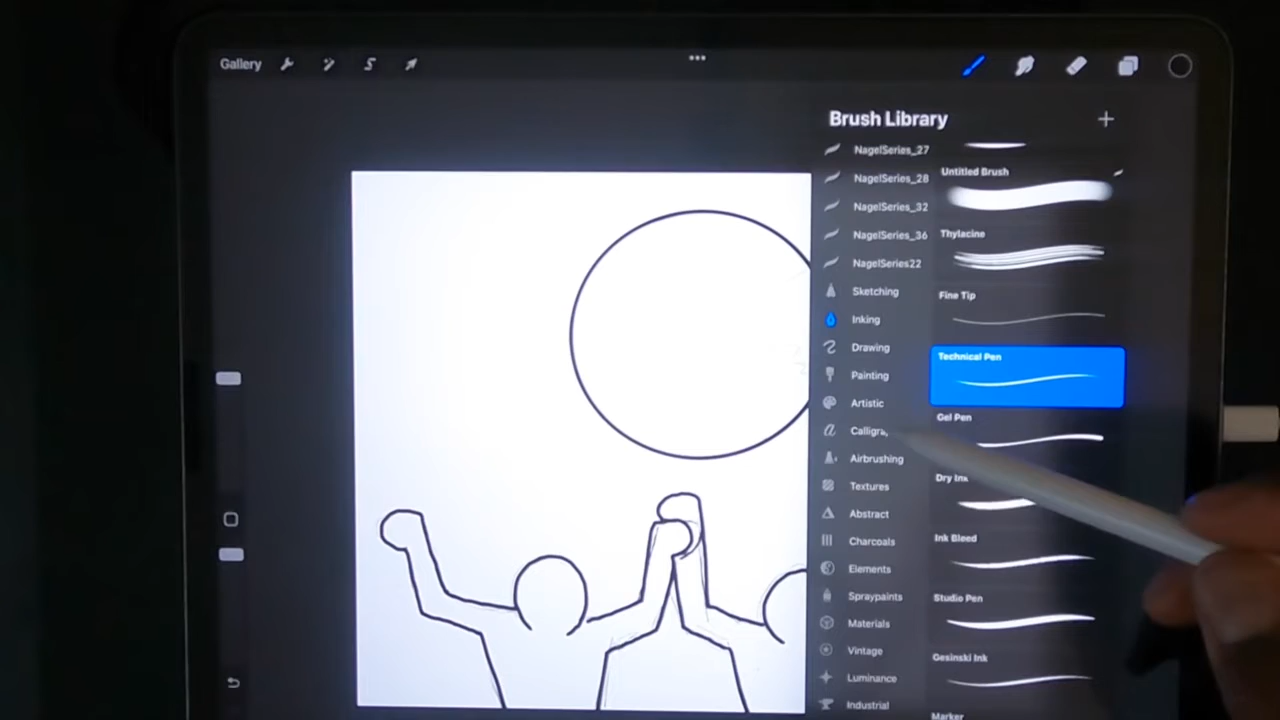 Gallery
Brush Library
NagelSeries_27
NagelSeries_28
NagelSeries_32
NagelSeries_36
NagelSeries22
Sketching
Inking
Drawing
Painting
Artistic
Calligra
Airbrushing
Textures
Abstract
Charcoals
Elements
Spraypaints
Materials
Vintage
Luminance
Industrial
Untitled Brush
Thylacine
Fine Tip
Technical Pen
Gel Pen
Dry Ink
Ink Bleed
Studio Pen
Gesinski Ink
Marker